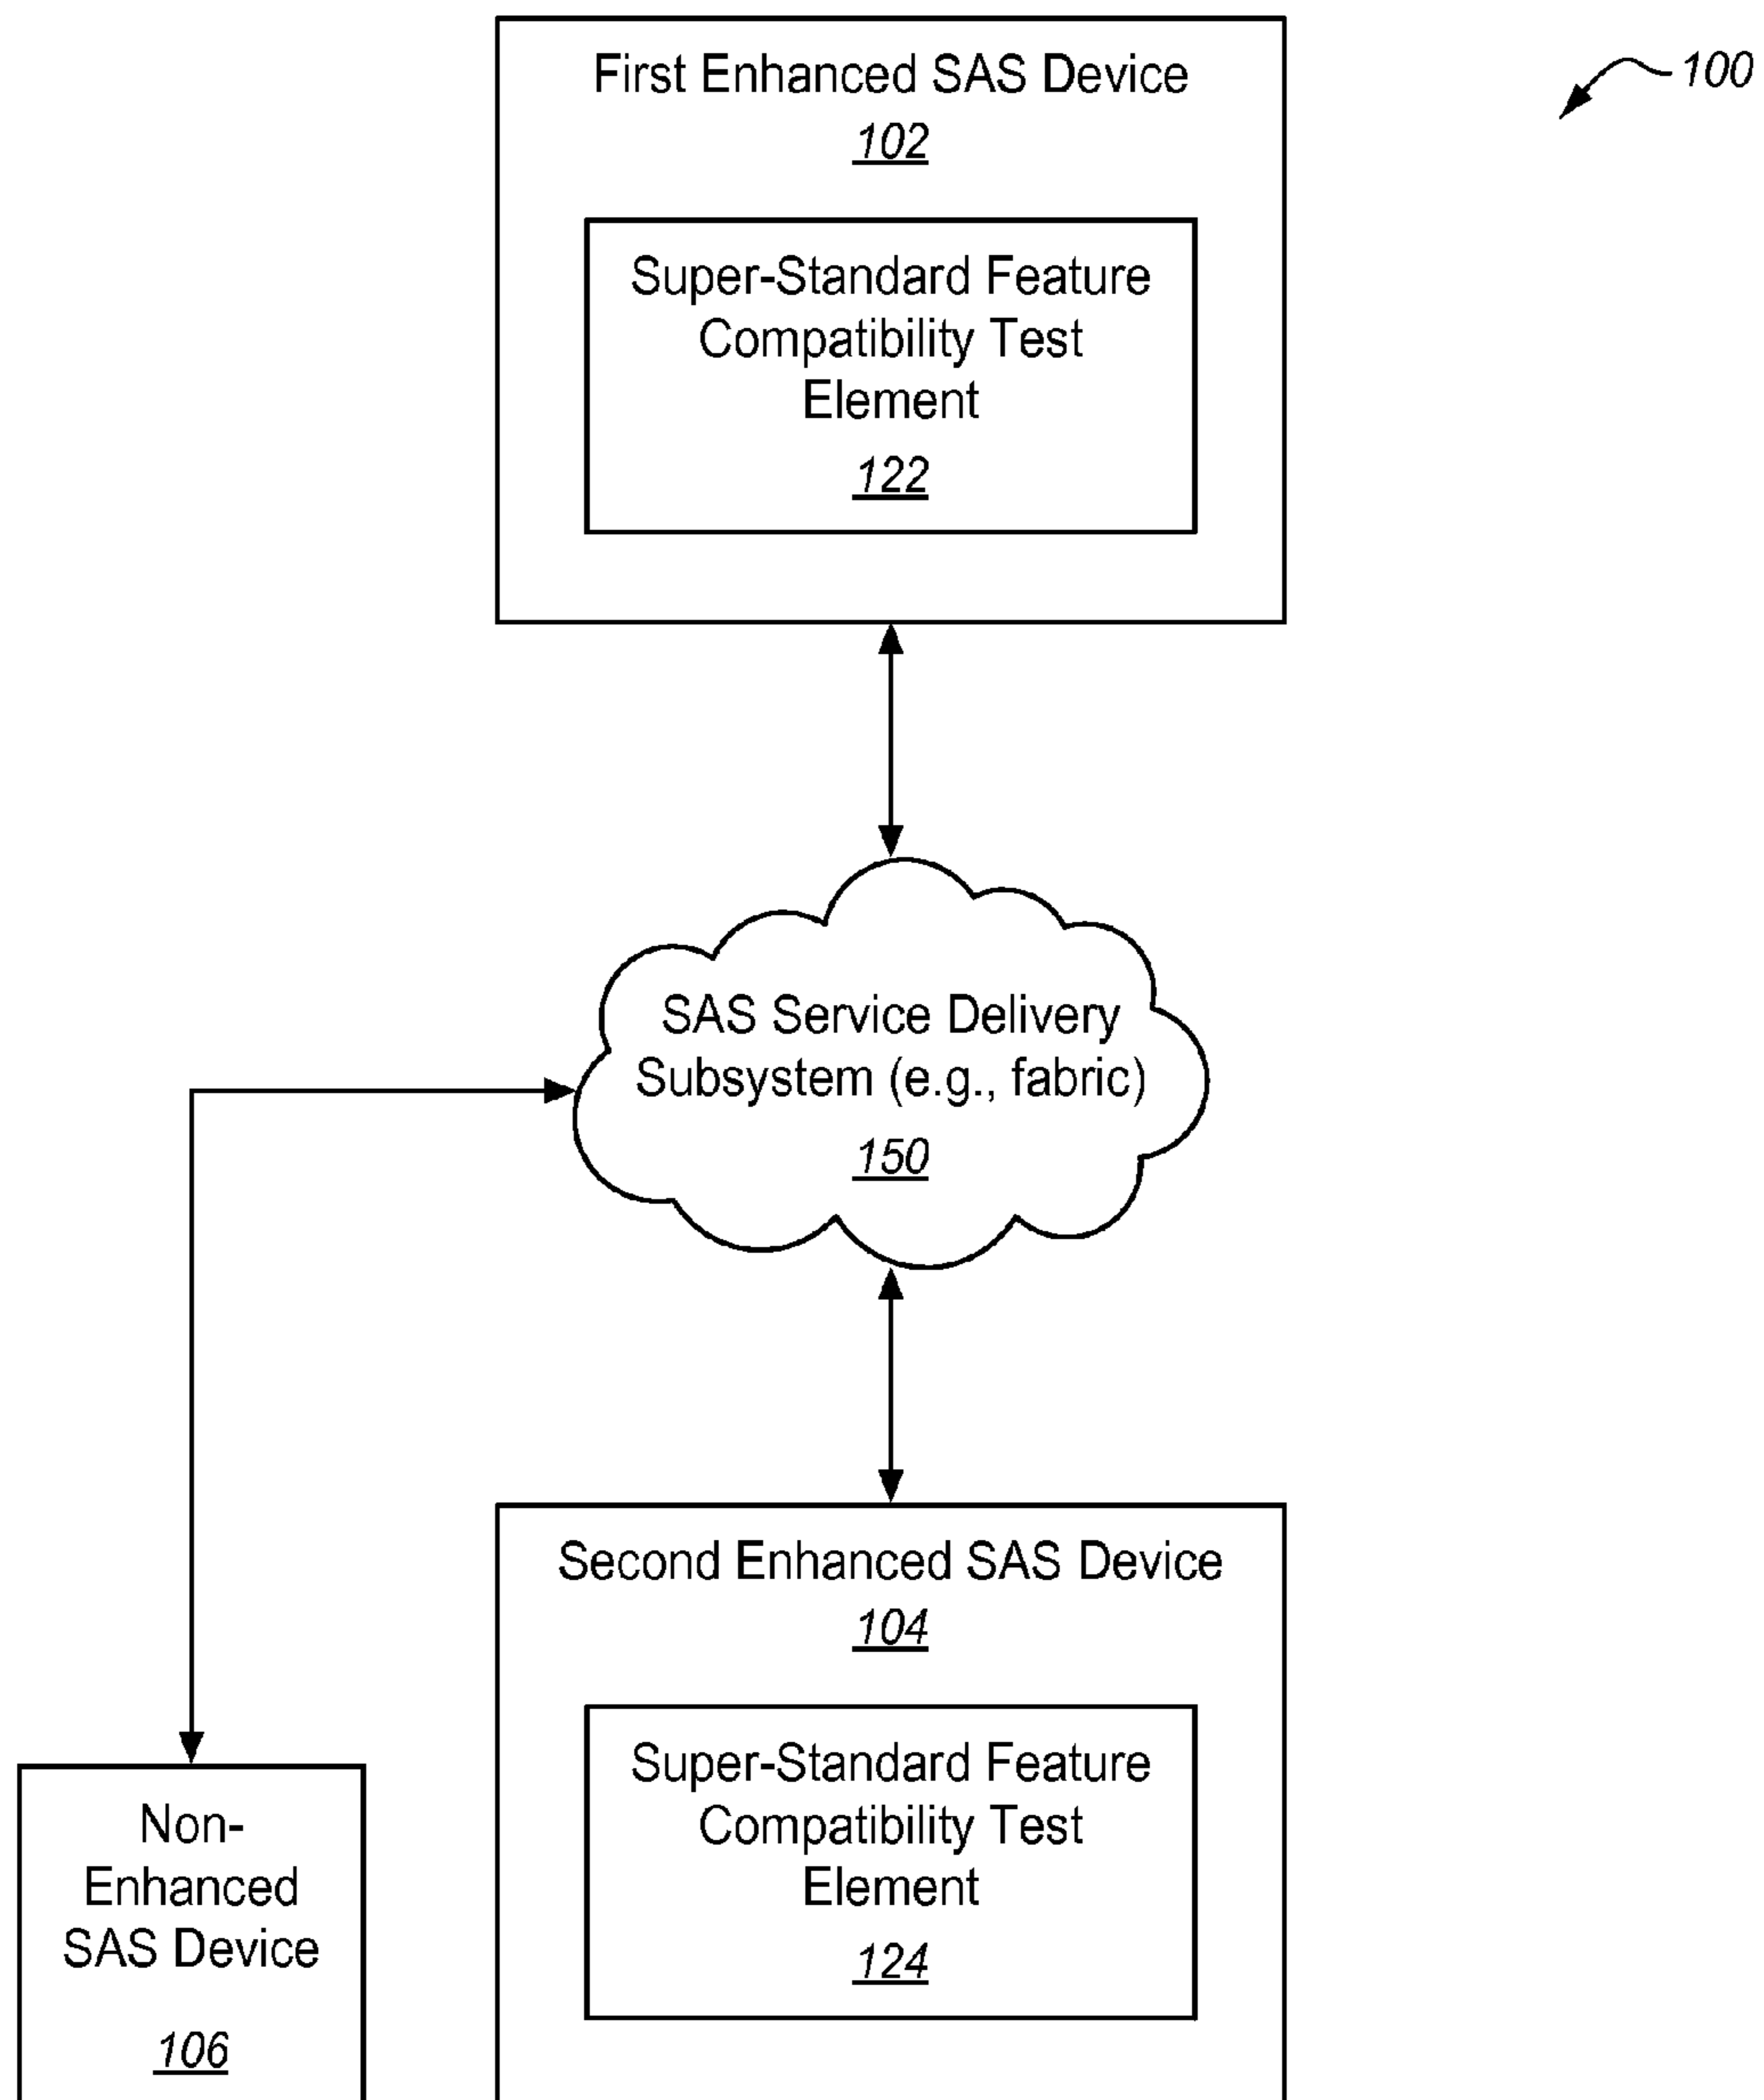 First Enhanced SAS Device
102
100
Super-Standard Feature
Compatibility Test
Element
122
SAS Service Delivery
Subsystem (e.g., fabric)
150
Second Enhanced SAS Device
104
Super-Standard Feature
Compatibility Test
Element
124
Non-
Enhanced
SAS Device
106